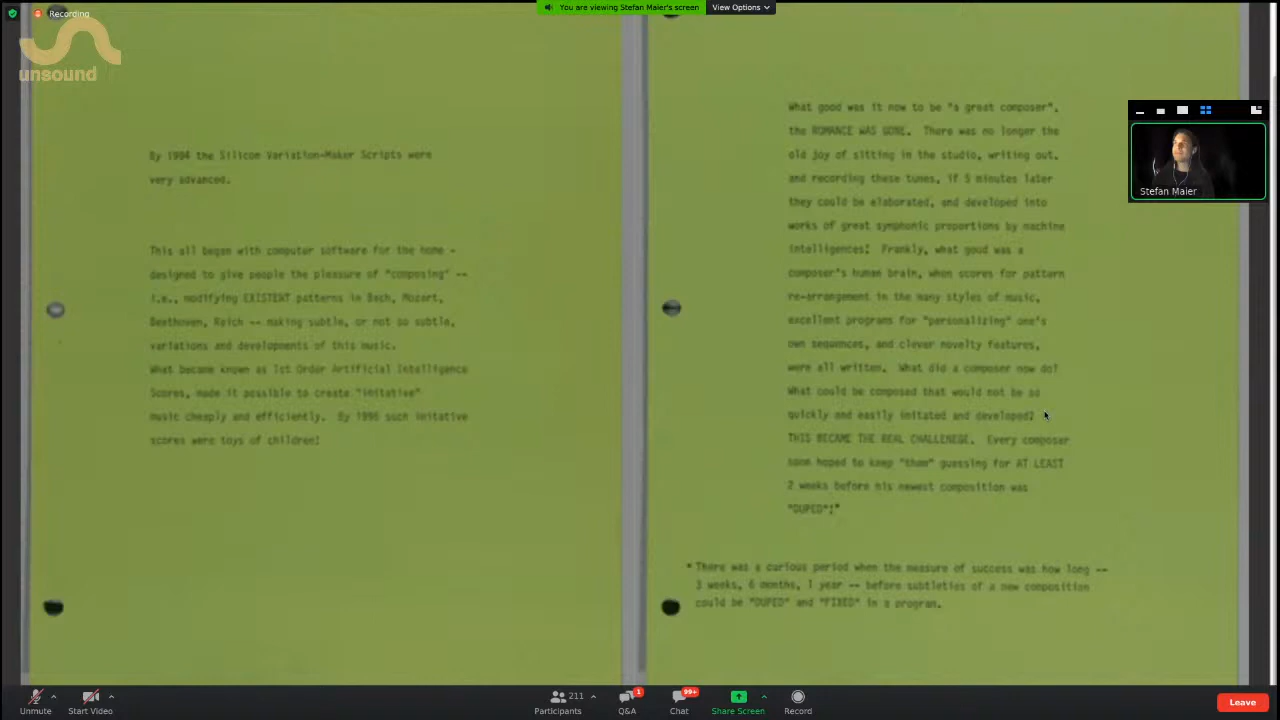 Recording
You are viewing Stefan Maier's screen
View Options
unsound
By 1994 the Silicon Variation-Maker Scripts were
very advanced.
This all began with computer software for the home -
designed to give people the pleasure of "composing" --
i.e., modifying EXISTENT patterns in Bach, Mozart,
Beethoven, Reich -- making subtle, or not so subtle,
variations and developments of this music.
What became known as 1st Order Artificial Intelligence
Scores, made it possible to create "imitative"
music cheaply and efficiently. By 1996 such imitative
scores were toys of children!
What good was it now to be "a great composer",
the ROMANCE WAS GONE. There was no longer the
old joy of sitting in the studio, writing out,
and recording these tunes, if 5 minutes later
they could be elaborated, and developed into
works of great symphonic proportions by machine
intelligences! Frankly, what good was a
composer's human brain, when scores for pattern
re-arrangement in the many styles of music,
excellent programs for "personalizing" one's
own sequences, and clever novelty features,
were all written. What did a composer now do?
What could be composed that would not be so
quickly and easily imitated and developed?
THIS BECAME THE REAL CHALLENEGE. Every composer
soon hoped to keep "them" guessing for AT LEAST
2 weeks before his newest composition was
"DUPED"!*
* There was a curious period when the measure of success was how long --
3 weeks, 6 months, 1 year -- before subtleties of a new composition
could be "DUPED" and "FIXED" in a program.
Stefan Maier
Unmute
Start Video
211
Participants
1
Q&A
99+
Chat
Share Screen
Record
Leave